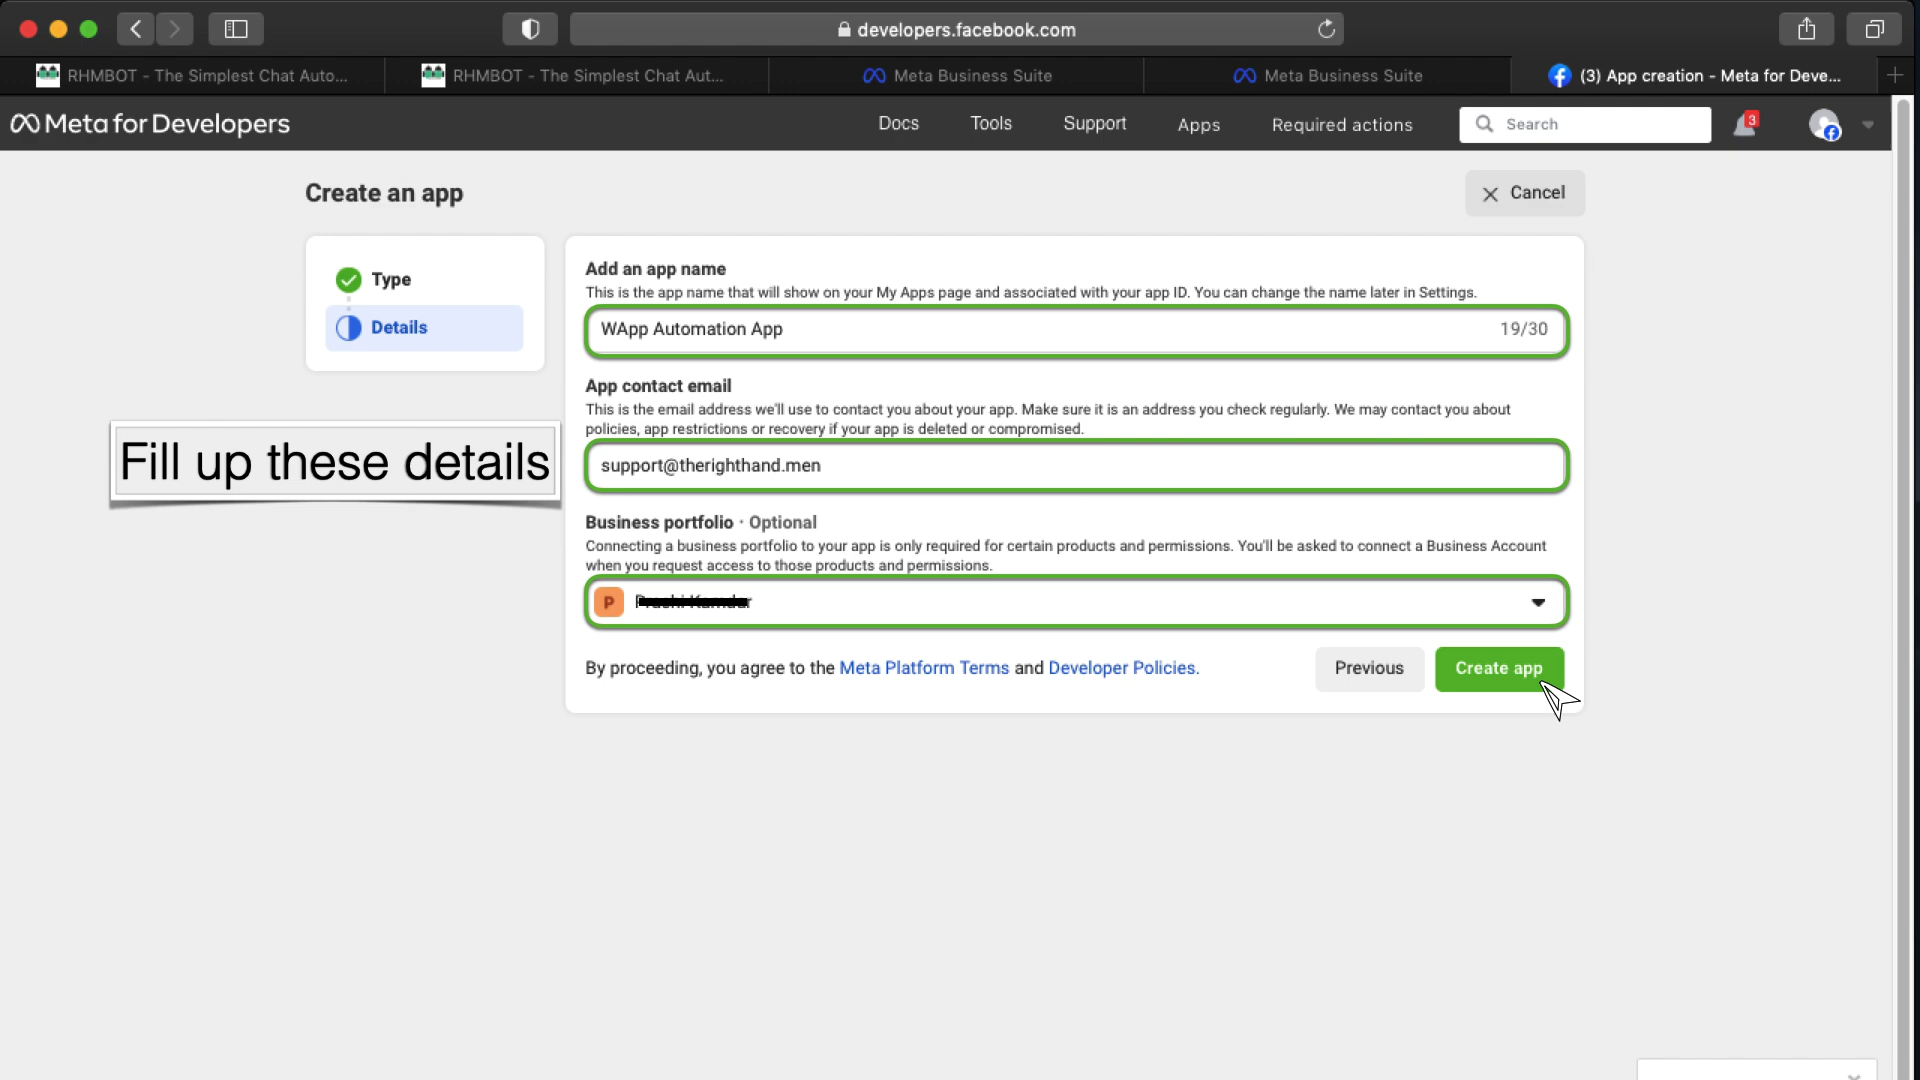 developers.facebook.com
RHMBOT - The Simplest Chat Auto...
RHMBOT - The Simplest Chat Aut...
Meta Business Suite
Meta Business Suite
(3) App creation - Meta for Deve...
Meta for Developers
Docs
Tools
Support
Apps
Required actions
Search
3
Create an app
Cancel
Type
Details
Add an app name
This is the app name that will show on your My Apps page and associated with your app ID. You can change the name later in Settings.
WApp Automation App
19/30
App contact email
This is the email address we'll use to contact you about your app. Make sure it is an address you check regularly. We may contact you about
policies, app restrictions or recovery if your app is deleted or compromised.
Fill up these details
support@therighthand.men
Business portfolio · Optional
Connecting a business portfolio to your app is only required for certain products and permissions. You'll be asked to connect a Business Account
when you request access to those products and permissions.
P
By proceeding, you agree to the Meta Platform Terms and Developer Policies.
Previous
Create app